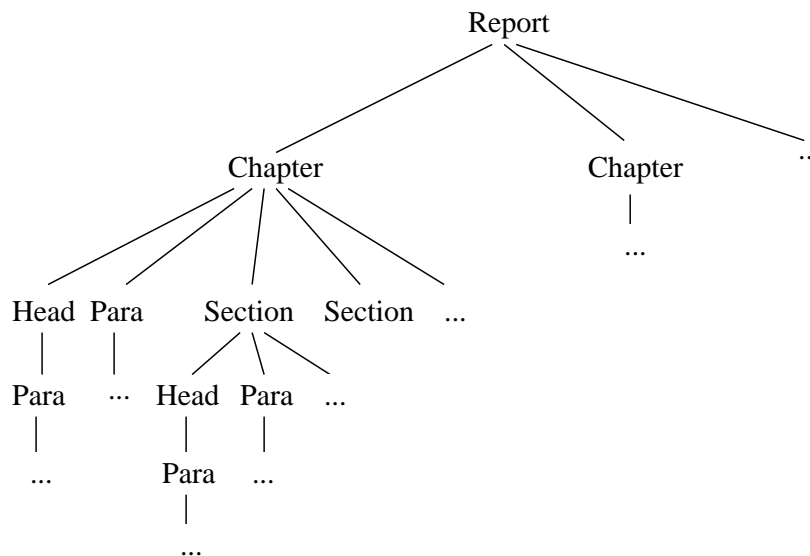 Report
Chapter Chapter ..
...
Head Para Section Section ...
Para ... Head Para ...
... Para ...
...